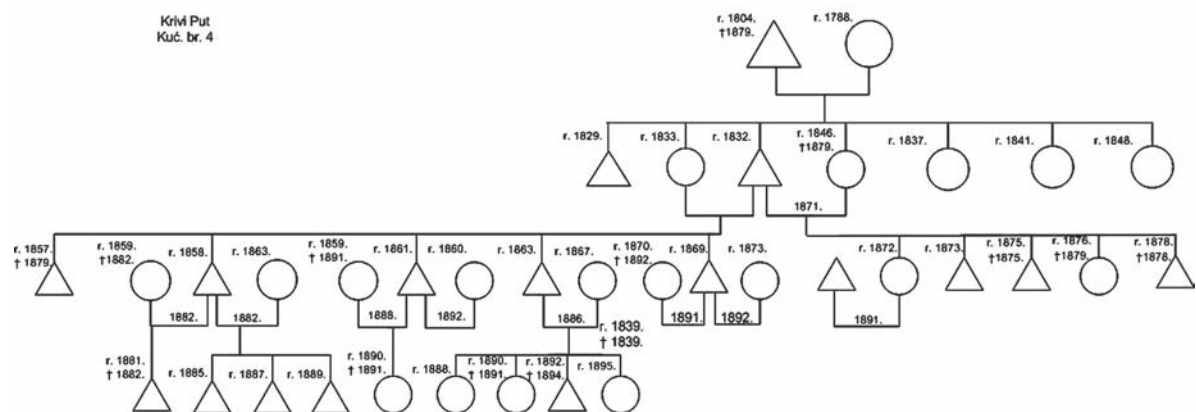 Krivi Put
Kuć. br. 4
r. 1804.
†1879.
r. 1788.
r. 1829.
r. 1833.
r. 1832.
r. 1846.
†1879.
r. 1837.
r. 1841.
r. 1848.
1871.
r. 1857.
† 1879.
r. 1859.
†1882.
r. 1858.
r. 1863.
r. 1859.
†1891.
r. 1861.
r. 1860.
r. 1863.
r. 1867.
r. 1870.
† 1892.
r. 1869.
r. 1873.
r. 1872.
r. 1873.
r. 1875.
†1875.
r. 1876.
†1879.
r. 1878.
†1878.
1882.
1882.
1888.
1892.
1886.
1891.
1892.
1891.
r. 1839.
† 1839.
r. 1881.
† 1882.
r. 1885.
r. 1887.
r. 1889.
r. 1890.
† 1891.
r. 1888.
r. 1890.
† 1891.
r. 1892.
† 1894.
r. 1895.